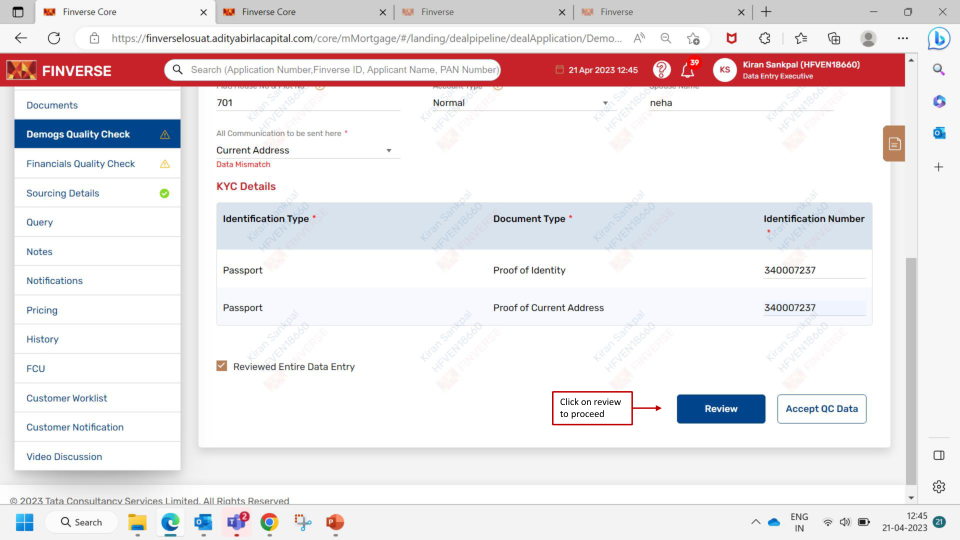 Finverse Core
Finverse Core
Finverse
Finverse
https://finverselosuat.adityabirlacapital.com/core/mMortgage/#/landing/dealpipeline/dealApplication/Demo...
FINVERSE
Search (Application Number,Finverse ID, Applicant Name, PAN Number)
21 Apr 2023 12:45
39
KS
Kiran Sankpal (HFVEN18660)
Data Entry Executive
Documents
Demogs Quality Check
Financials Quality Check
Sourcing Details
Query
Notes
Notifications
Pricing
History
FCU
Customer Worklist
Customer Notification
Video Discussion
701
Normal
neha
All Communication to be sent here *
Current Address
Data Mismatch
KYC Details
Identification Type *
Document Type *
Identification Number
*
Passport
Proof of Identity
340007237
Passport
Proof of Current Address
340007237
Reviewed Entire Data Entry
Click on review
to proceed
Review
Accept QC Data
© 2023 Tata Consultancy Services Limited. All Rights Reserved
Search
2
ENG
IN
12:45
21-04-2023
21